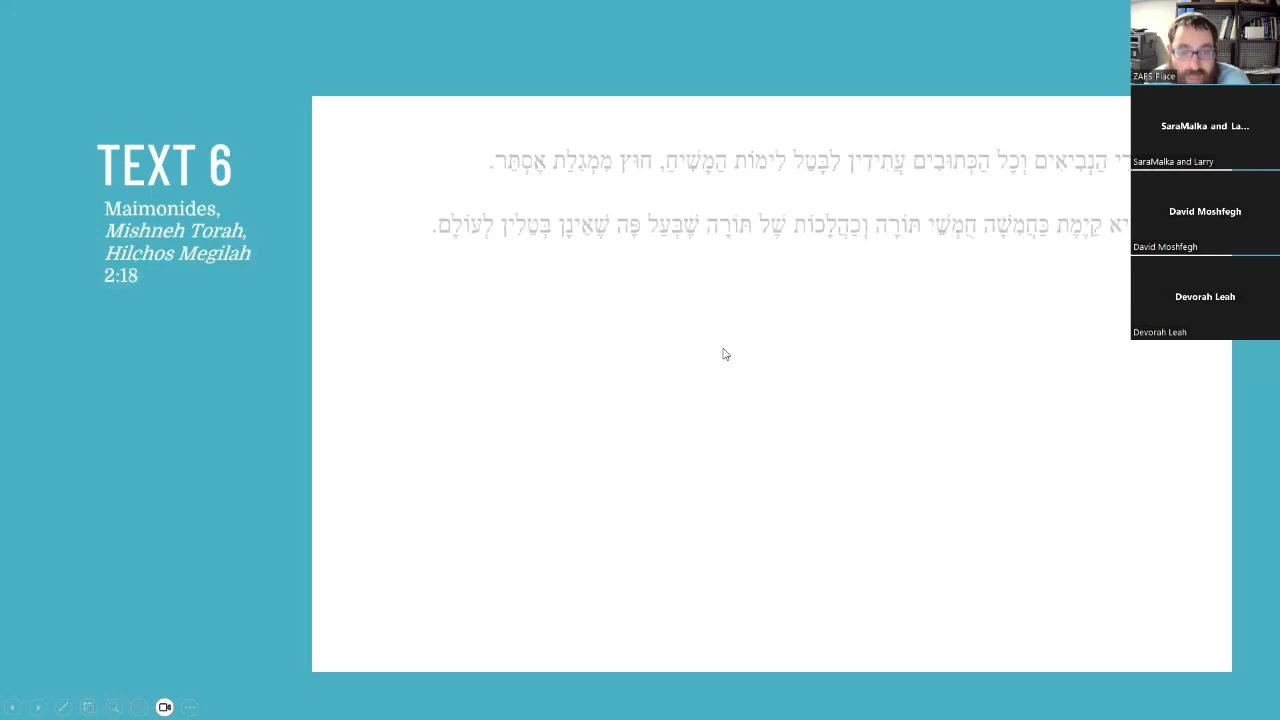 TEXT 6
Maimonides,
Mishneh Torah,
Hilchos Megilah
2:18
הַנְבִיאִים וְכָל הַכְּתוּבִים עֲתִידִין לִבָּטֵל לִימוֹת הַמָשִׁיחַ, חוּץ מִמְגִלַת אֶסְתֵּר.
קַיֶמֶת כַּחֲמִשָׁה חֻמְשֵׁי תּוֹרָה וְכַהֲלָכוֹת שֶׁל תּוֹרָה שֶׁבְּעַל פֶּה שֶׁאֵינָן בְּטֵלִין לְעוֹלָם.
ZABS Place
SaraMalka and La...
SaraMalka and Larry
David Moshfegh
David Moshfegh
Devorah Leah
Devorah Leah